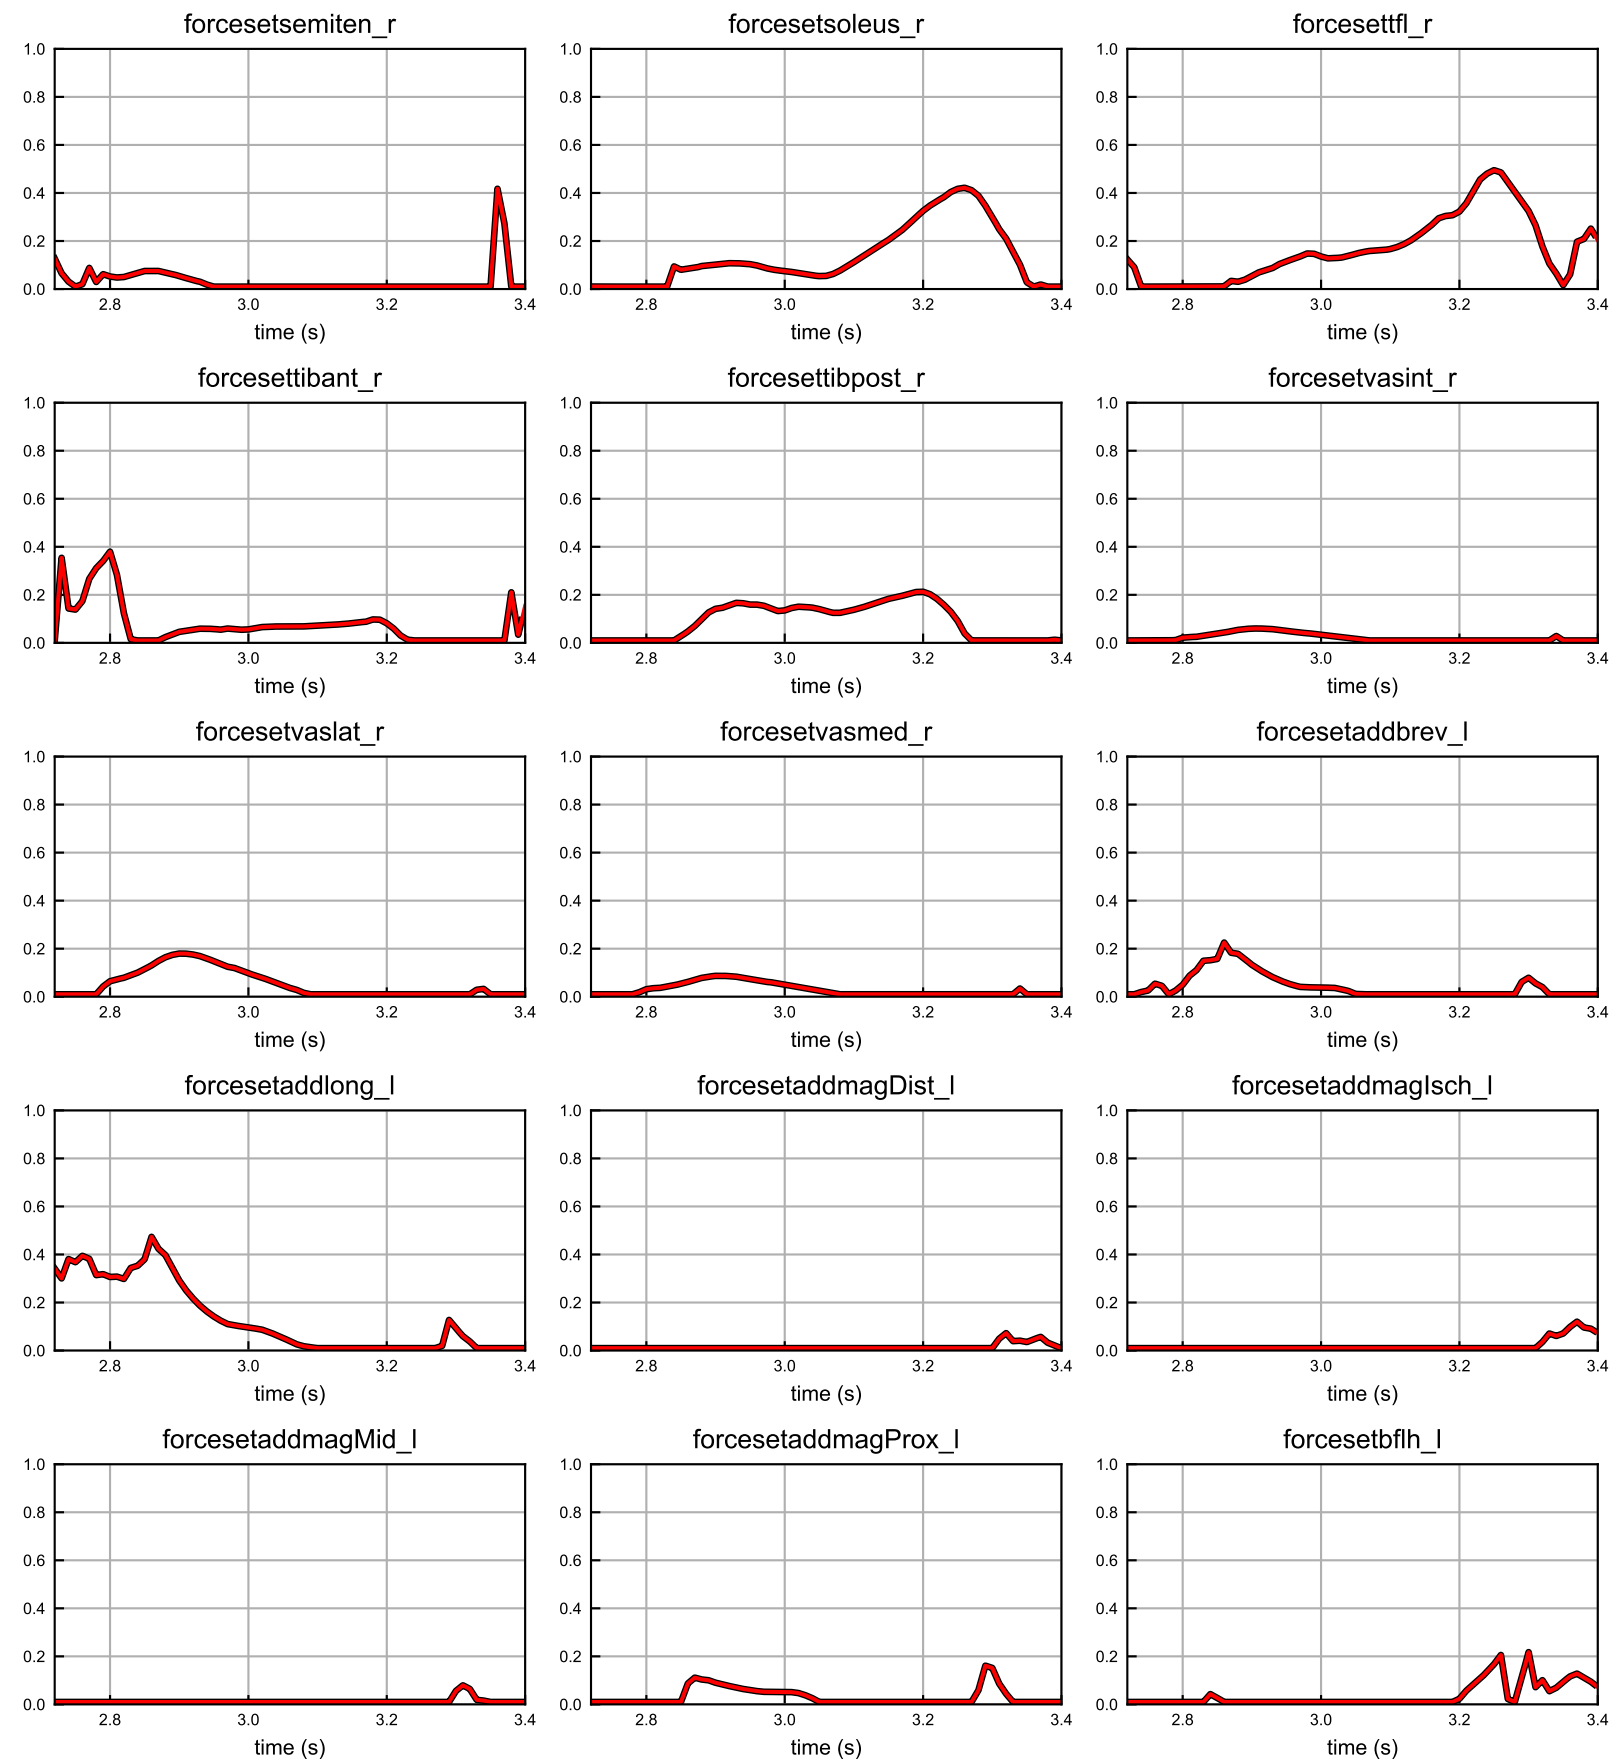 forcesetsemiten_r forcesetsoleus_r forcesettfl_r
1.0 1.0 1.0
0.8 0.8 0.8
0.6 0.6 0.6
0.4 0.4 0.4
0.2 0.2 0.2
0.0 0.0 0.0
2.8 3.0 3.2 3.4 2.8 3.0 3.2 3.4 2.8 3.0 3.2 3.4
time (s) time (s) time (s)
forcesettibant_r forcesettibpost_r forcesetvasint_r
1.0 1.0 1.0
0.8 0.8 0.8
0.6 0.6 0.6
0.4 0.4 0.4
0.2 0.2 0.2
0.0 0.0 0.0
2.8 3.0 3.2 3.4 2.8 3.0 3.2 3.4 2.8 3.0 3.2 3.4
time (s) time (s) time (s)
forcesetvaslat_r forcesetvasmed_r forcesetaddbrev_l
1.0 1.0 1.0
0.8 0.8 0.8
0.6 0.6 0.6
0.4 0.4 0.4
0.2 0.2 0.2
0.0 0.0 0.0
2.8 3.0 3.2 3.4 2.8 3.0 3.2 3.4 2.8 3.0 3.2 3.4
time (s) time (s) time (s)
forcesetaddlong_l forcesetaddmagDist_l forcesetaddmagIsch_l
1.0 1.0 1.0
0.8 0.8 0.8
0.6 0.6 0.6
0.4 0.4 0.4
0.2 0.2 0.2
0.0 0.0 0.0
2.8 3.0 3.2 3.4 2.8 3.0 3.2 3.4 2.8 3.0 3.2 3.4
time (s) time (s) time (s)
forcesetaddmagMid_l forcesetaddmagProx_l forcesetbflh_l
1.0 1.0 1.0
0.8 0.8 0.8
0.6 0.6 0.6
0.4 0.4 0.4
0.2 0.2 0.2
0.0 0.0 0.0
2.8 3.0 3.2 3.4 2.8 3.0 3.2 3.4 2.8 3.0 3.2 3.4
time (s) time (s) time (s)